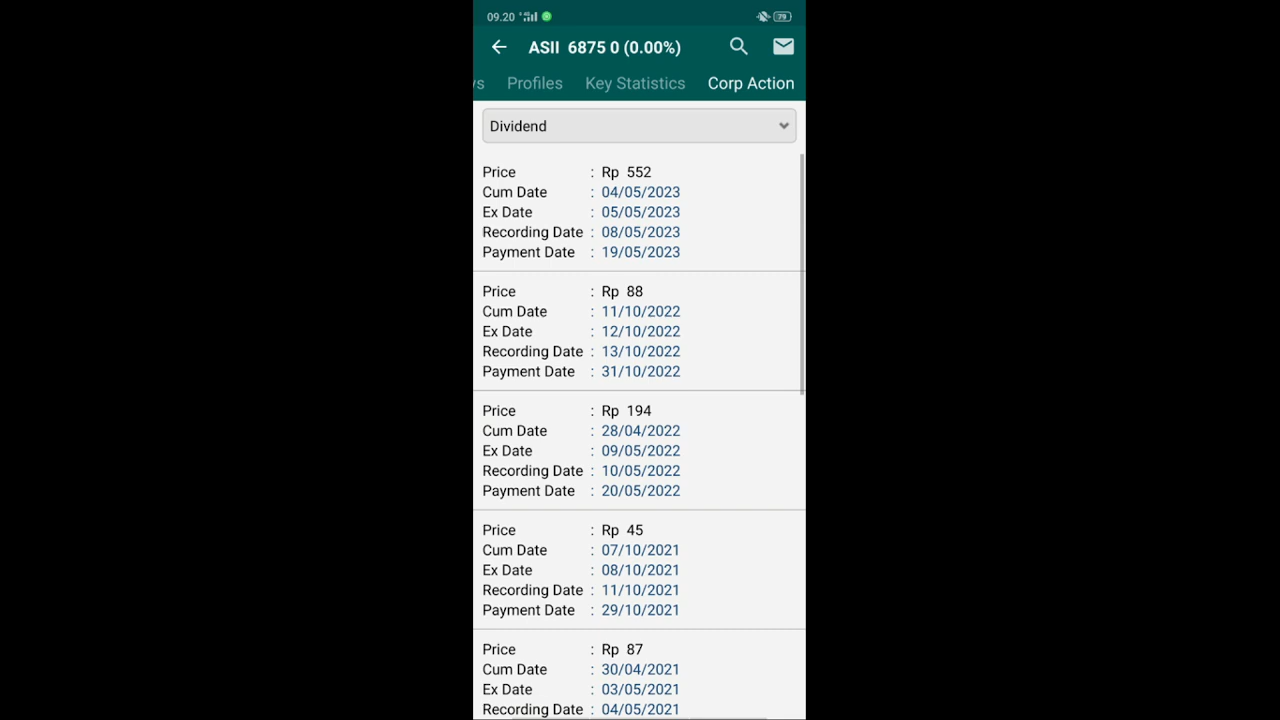 09.20
79
ASII 6875 0 (0.00%)
Profiles Key Statistics Corp Action
Dividend
Price : Rp 552
Cum Date : 04/05/2023
Ex Date : 05/05/2023
Recording Date : 08/05/2023
Payment Date : 19/05/2023
Price : Rp 88
Cum Date : 11/10/2022
Ex Date : 12/10/2022
Recording Date : 13/10/2022
Payment Date : 31/10/2022
Price : Rp 194
Cum Date : 28/04/2022
Ex Date : 09/05/2022
Recording Date : 10/05/2022
Payment Date : 20/05/2022
Price : Rp 45
Cum Date : 07/10/2021
Ex Date : 08/10/2021
Recording Date : 11/10/2021
Payment Date : 29/10/2021
Price : Rp 87
Cum Date : 30/04/2021
Ex Date : 03/05/2021
Recording Date : 04/05/2021